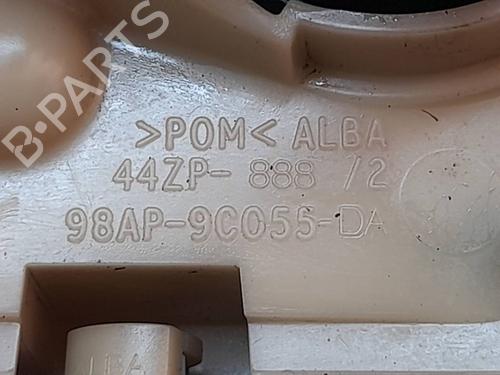 B-PARTS
>POM< ALBA
44ZP-888 /2
98AP-9C055-DA